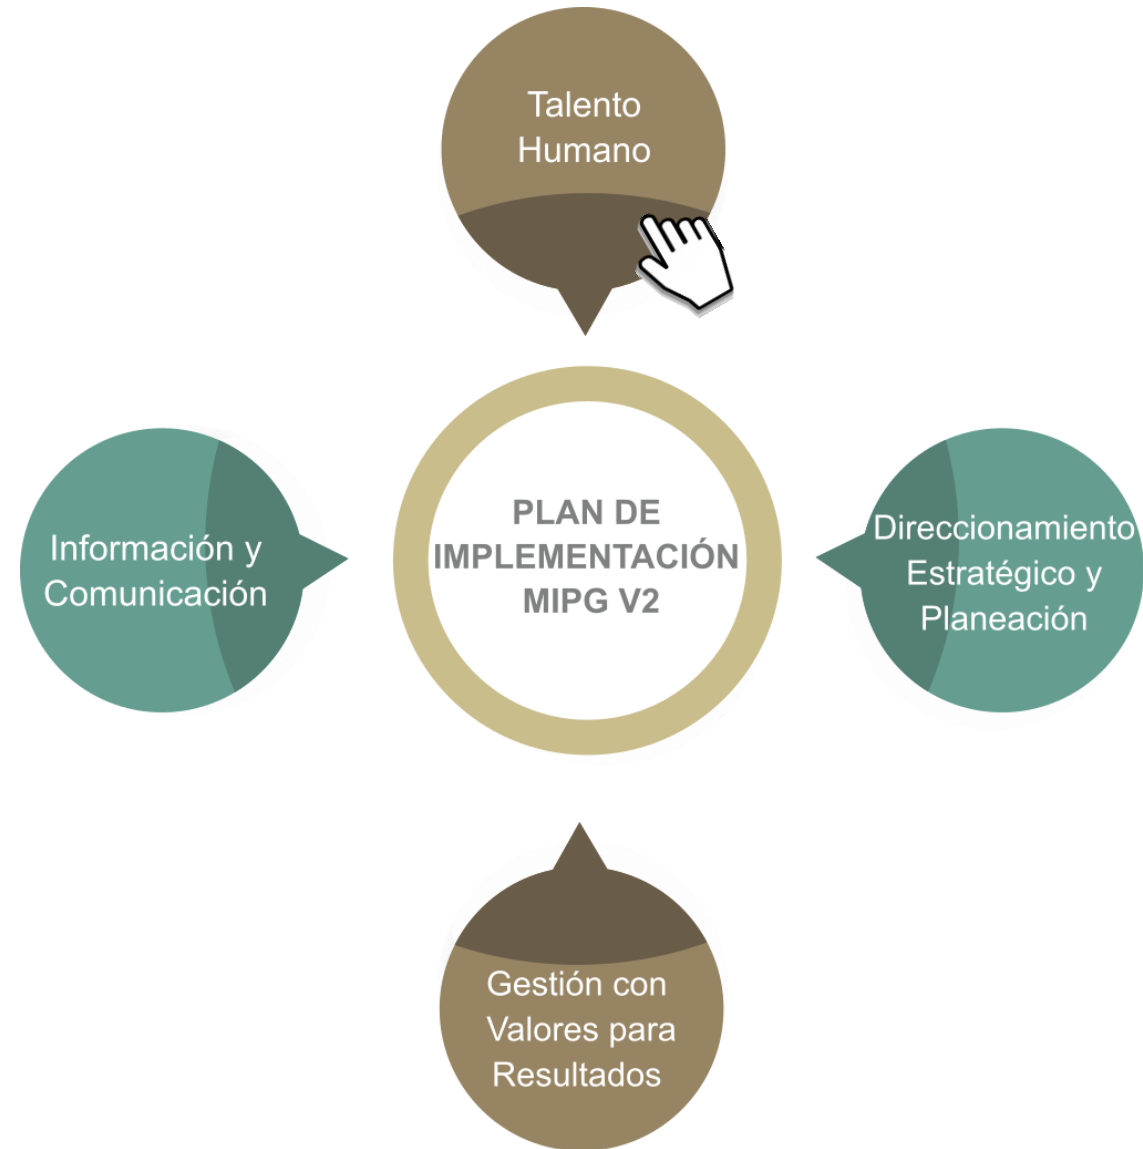 Talento
Humano
PLAN DE
IMPLEMENTACIÓN
MIPG V2
Información y
Comunicación
Direccionamiento
Estratégico y
Planeación
Gestión con
Valores para
Resultados